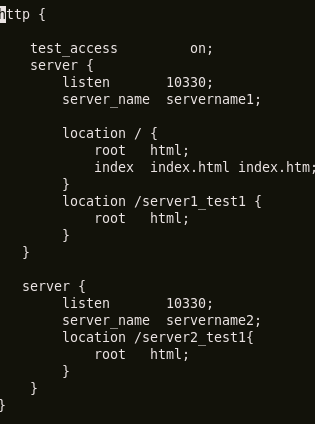 http {
test_access on;
server {
listen 10330;
server_name servername1;
location / {
root html;
index index.html index.htm;
}
location /server1_test1 {
root html;
}
}
server {
listen 10330;
server_name servername2;
location /server2_test1{
root html;
}
}
}